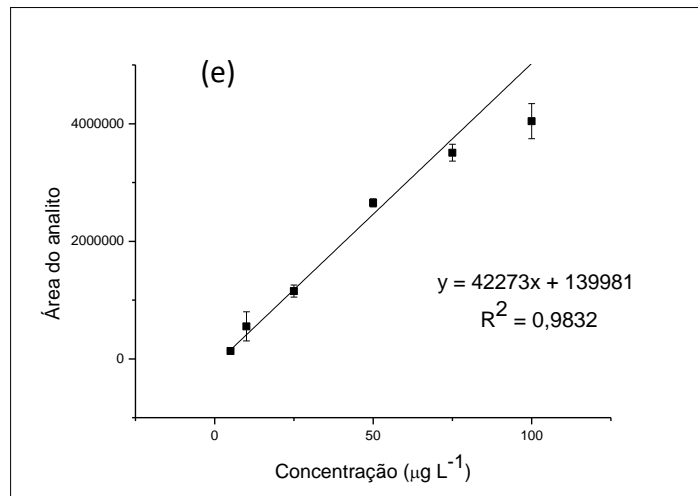 (e)
4000000
2000000
0
Área do analito
y = 42273x + 139981
R² = 0,9832
0 50 100
Concentração (µg L⁻¹)